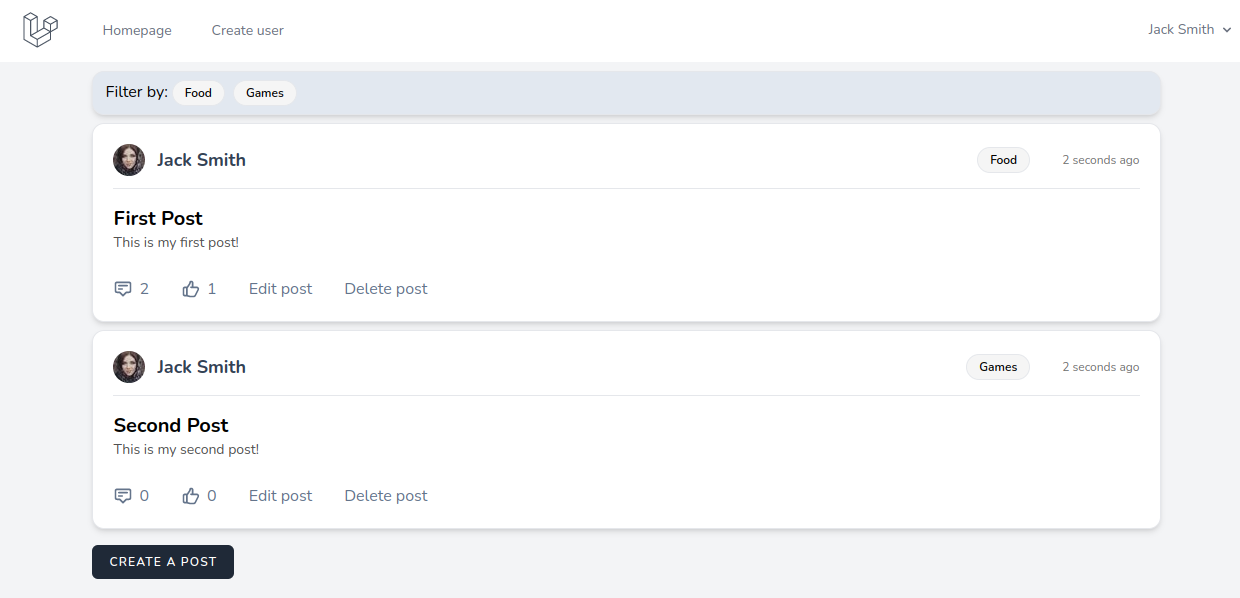 Homepage Create user Jack Smith
Filter by: Food Games
Jack Smith Food 2 seconds ago
First Post
This is my first post!
2 1 Edit post Delete post
Jack Smith Games 2 seconds ago
Second Post
This is my second post!
0 0 Edit post Delete post
CREATE A POST